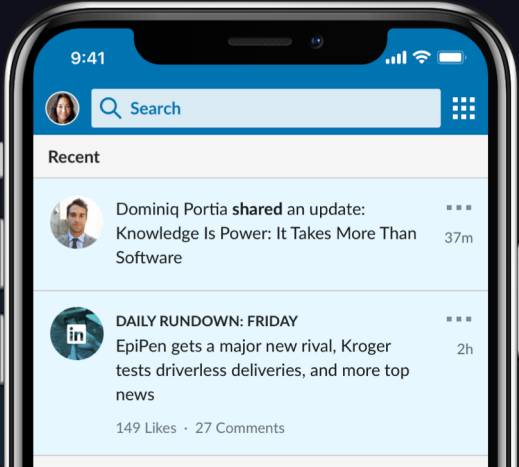 9:41
Search
Recent
Dominiq Portia shared an update:
37m
Knowledge Is Power: It Takes More Than
Software
in
DAILY RUNDOWN: FRIDAY
EpiPen gets a major new rival, Kroger
2h
tests driverless deliveries, and more top
news
149 Likes · 27 Comments